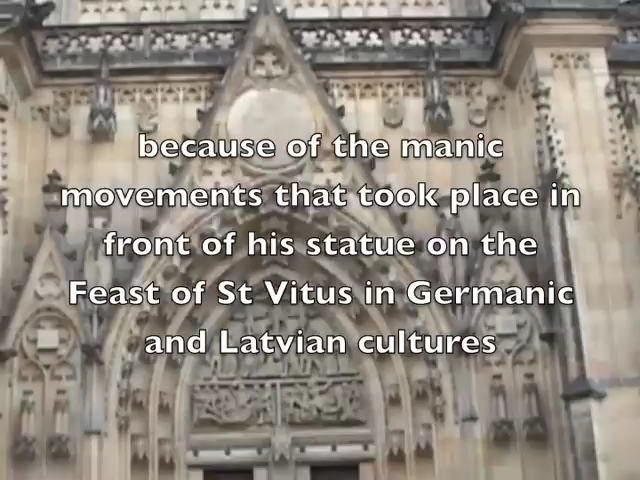 because of the manic
movements that took place in
front of his statue on the
Feast of St Vitus in Germanic
and Latvian cultures